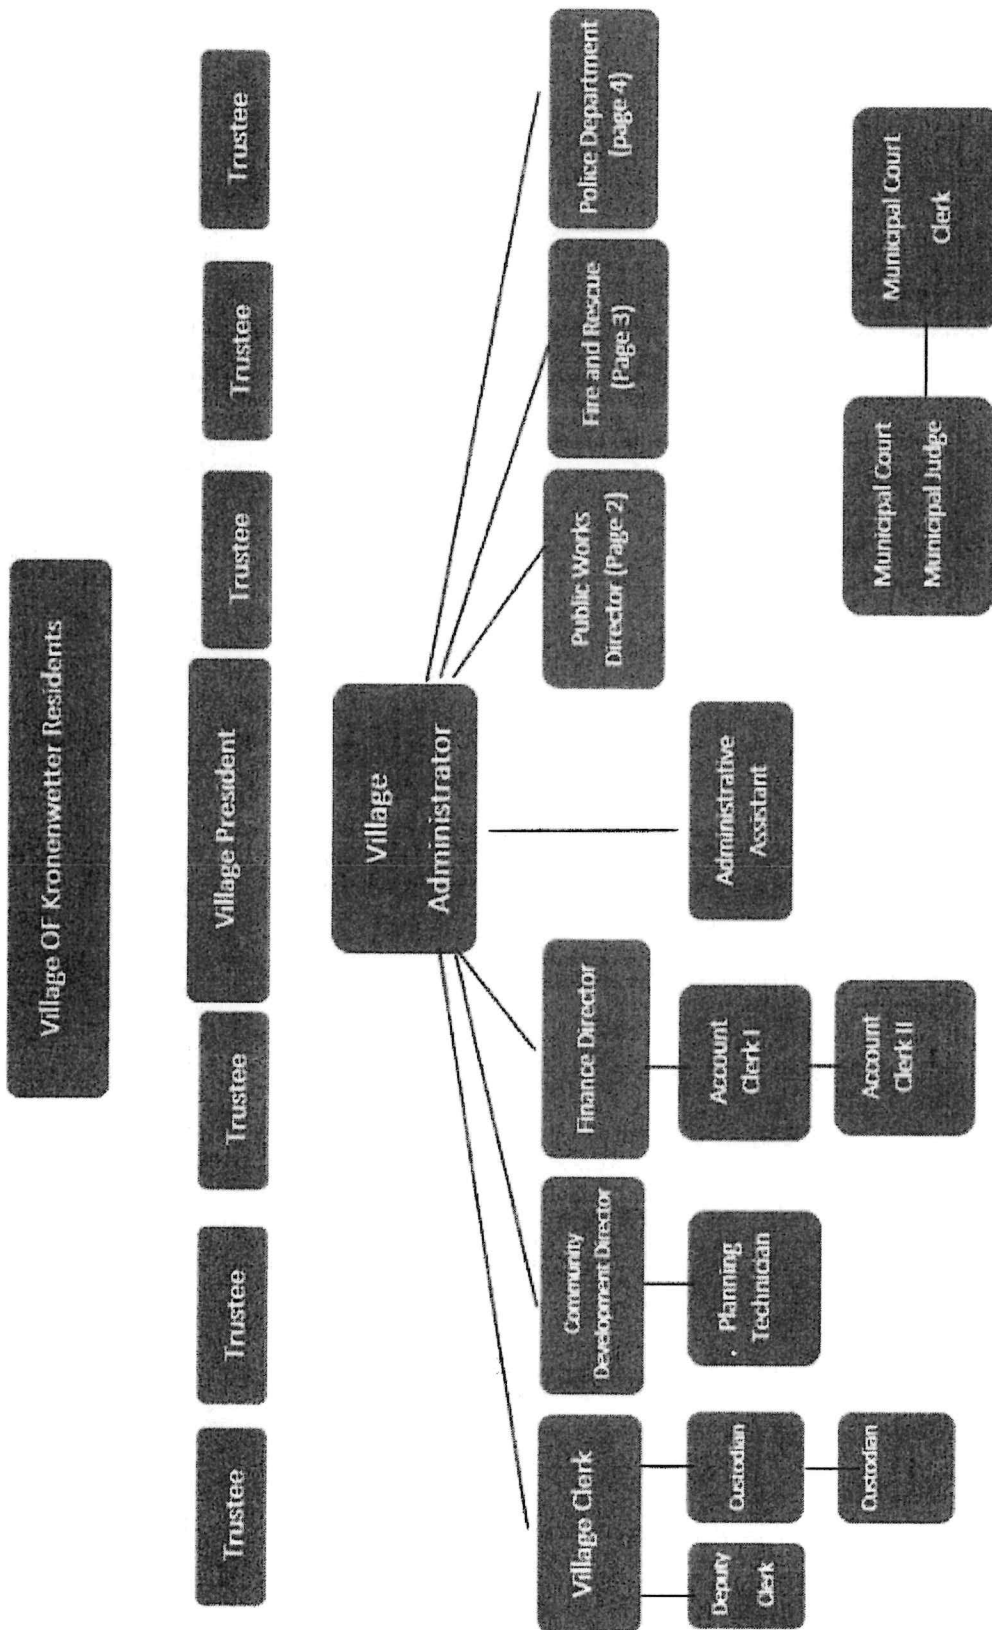 Village OF Kronenwetter Residents
Trustee
Trustee
Trustee
Village President
Trustee
Trustee
Trustee
Village
Administrator
Village Clerk
Community
Development Director
Finance Director
Public Works
Director (Page 2)
Fire and Rescue
(Page 3)
Police Department
(page 4)
Deputy
Clerk
Custodian
Custodian
. Planning
Technician
Account
Clerk I
Account
Clerk II
Administrative
Assistant
Municipal Court
Municipal Judge
Municipal Court
Clerk